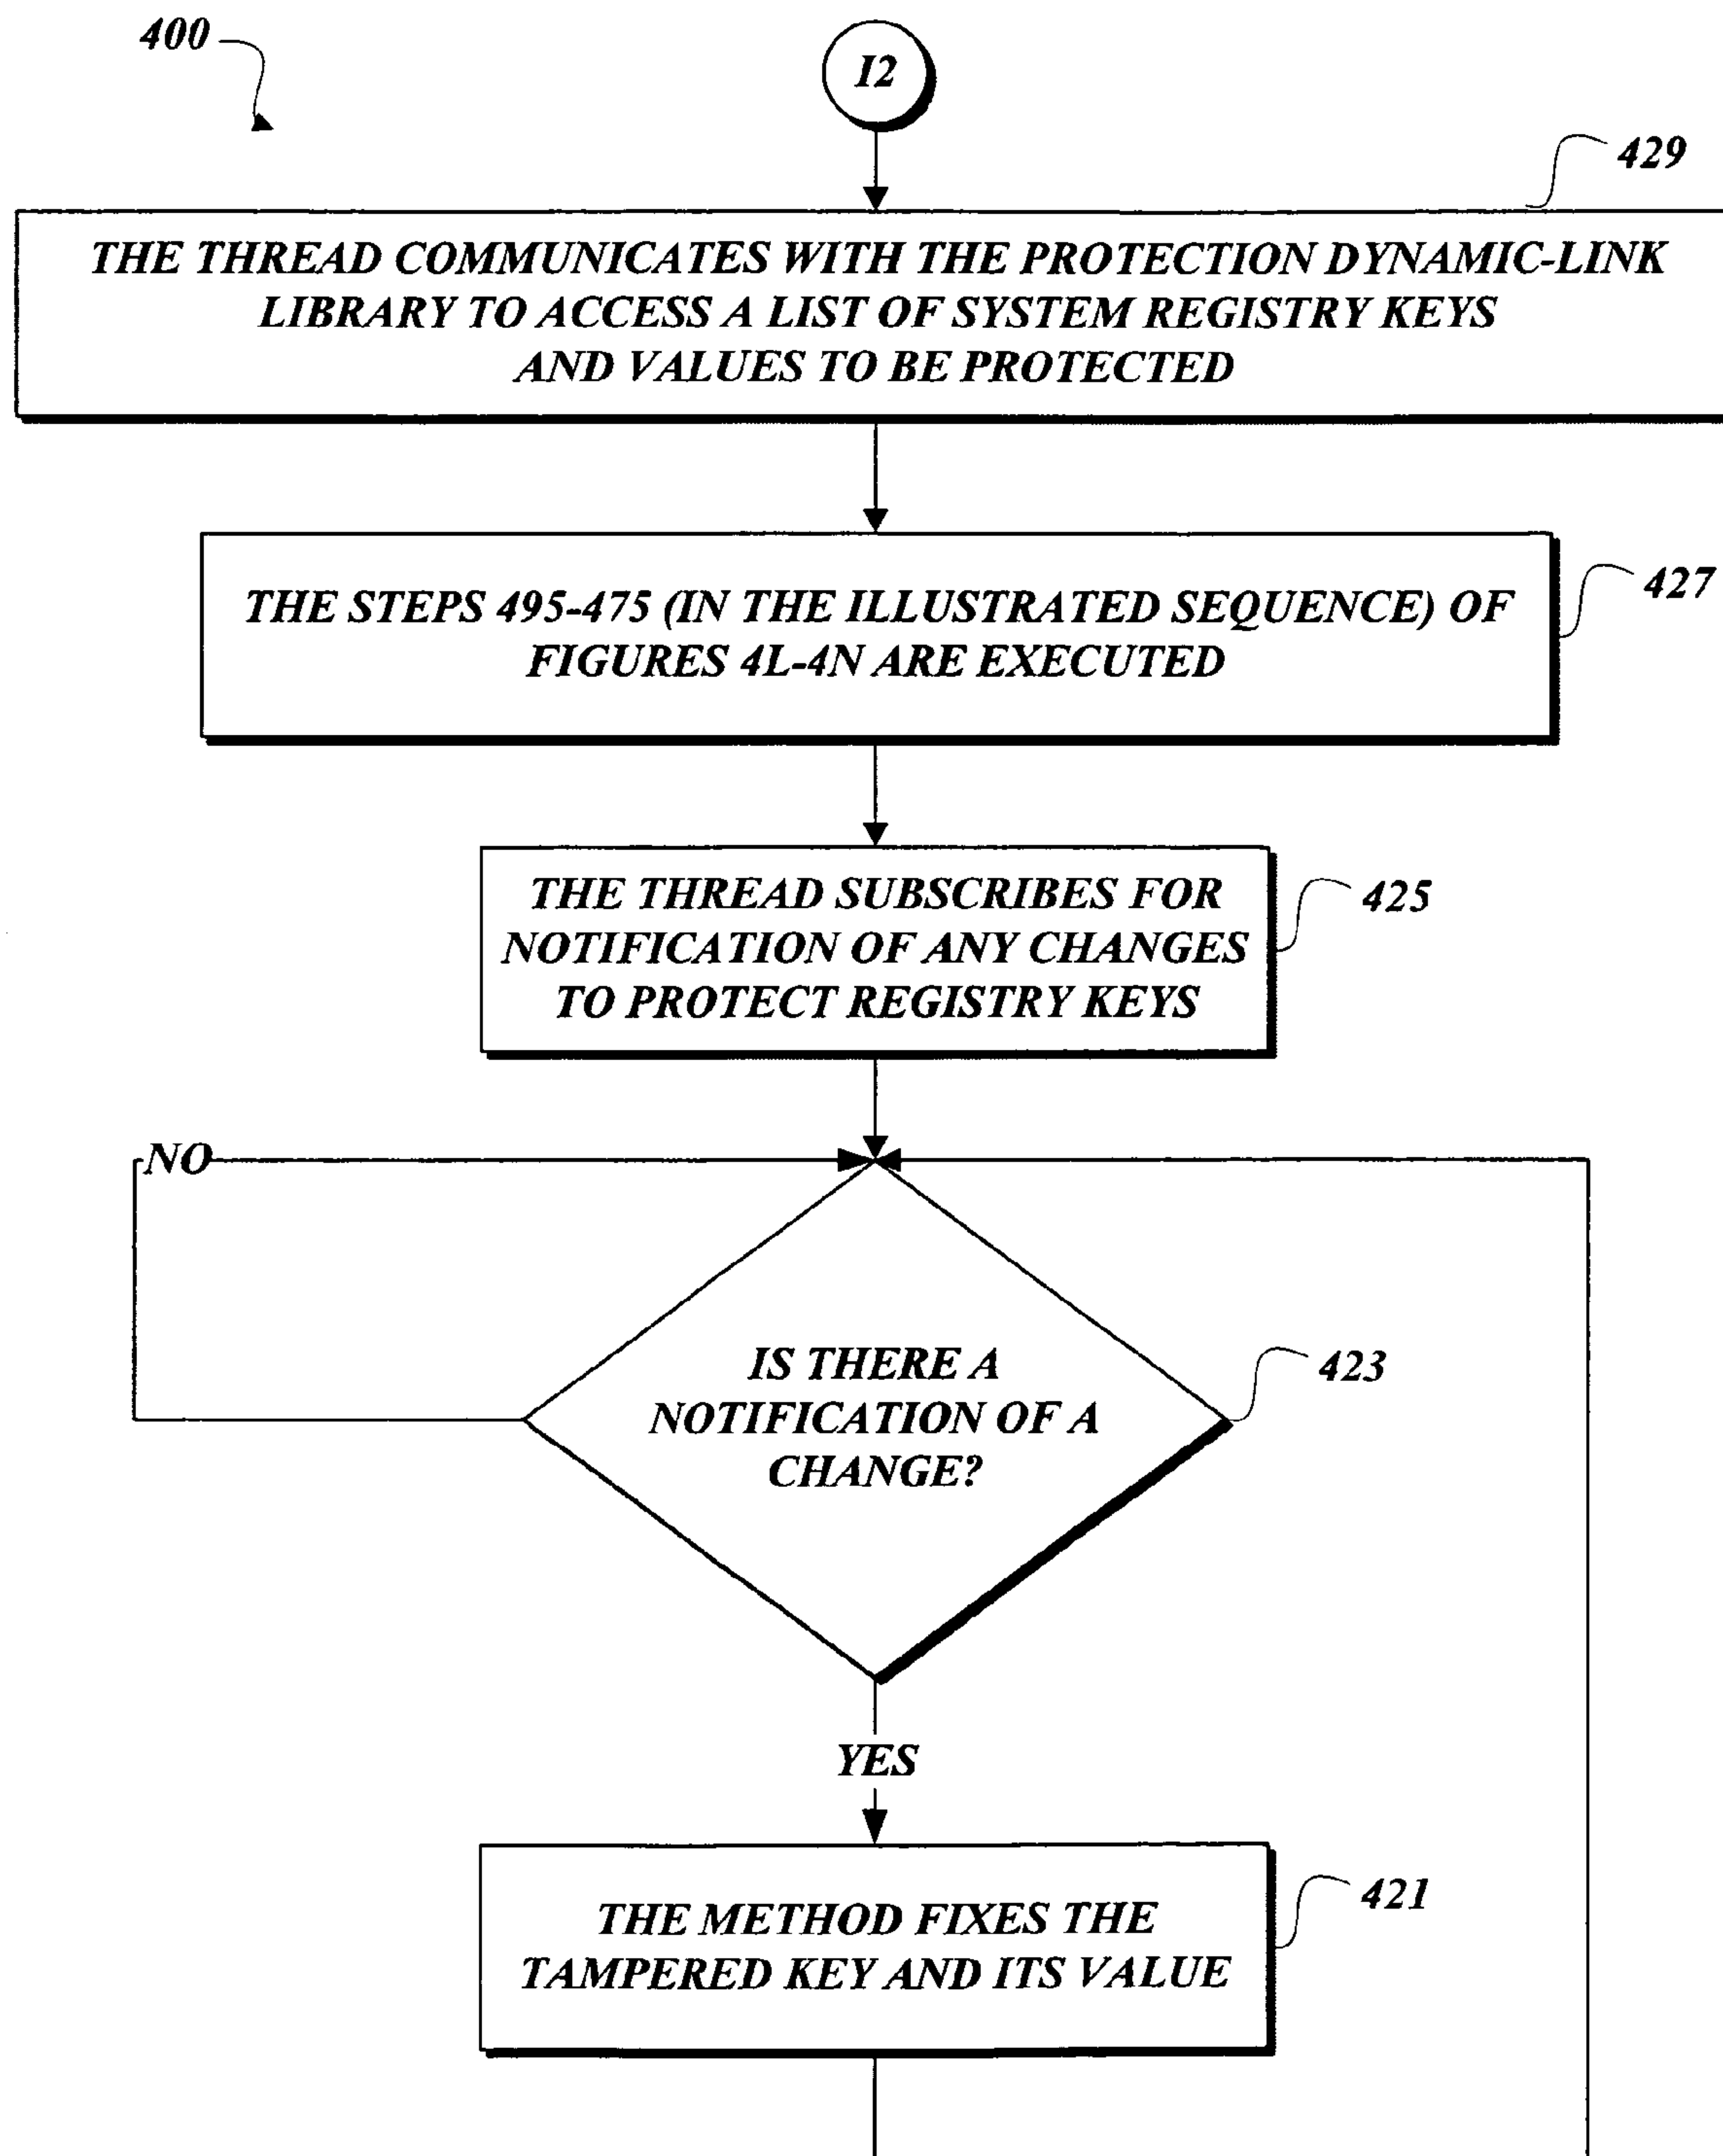 400
I2
429
THE THREAD COMMUNICATES WITH THE PROTECTION DYNAMIC-LINK
LIBRARY TO ACCESS A LIST OF SYSTEM REGISTRY KEYS
AND VALUES TO BE PROTECTED
427
THE STEPS 495-475 (IN THE ILLUSTRATED SEQUENCE) OF
FIGURES 4L-4N ARE EXECUTED
THE THREAD SUBSCRIBES FOR
NOTIFICATION OF ANY CHANGES
TO PROTECT REGISTRY KEYS
425
NO
IS THERE A
NOTIFICATION OF A
CHANGE?
423
YES
THE METHOD FIXES THE
TAMPERED KEY AND ITS VALUE
421